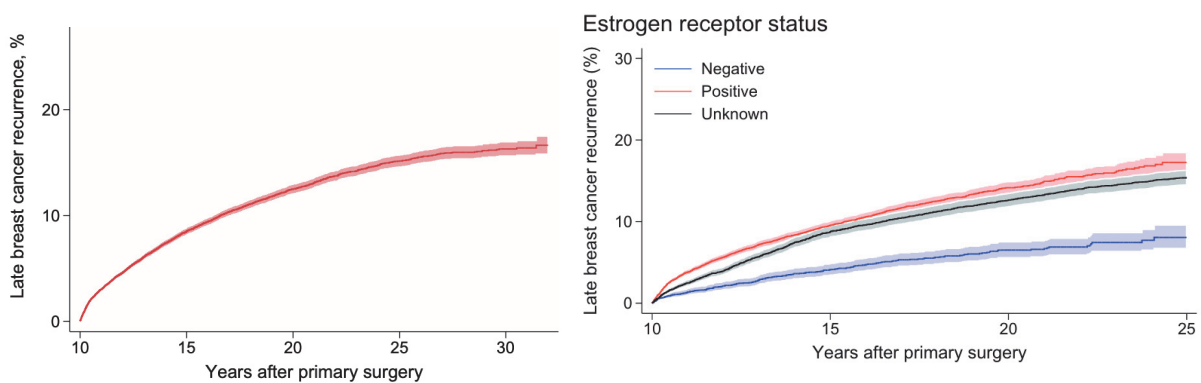 Late breast cancer recurrence, %
20
10
0
10 15 20 25 30
Years after primary surgery
Estrogen receptor status
Late breast cancer recurrence (%)
30
20
10
0
Negative
Positive
Unknown
10 15 20 25
Years after primary surgery